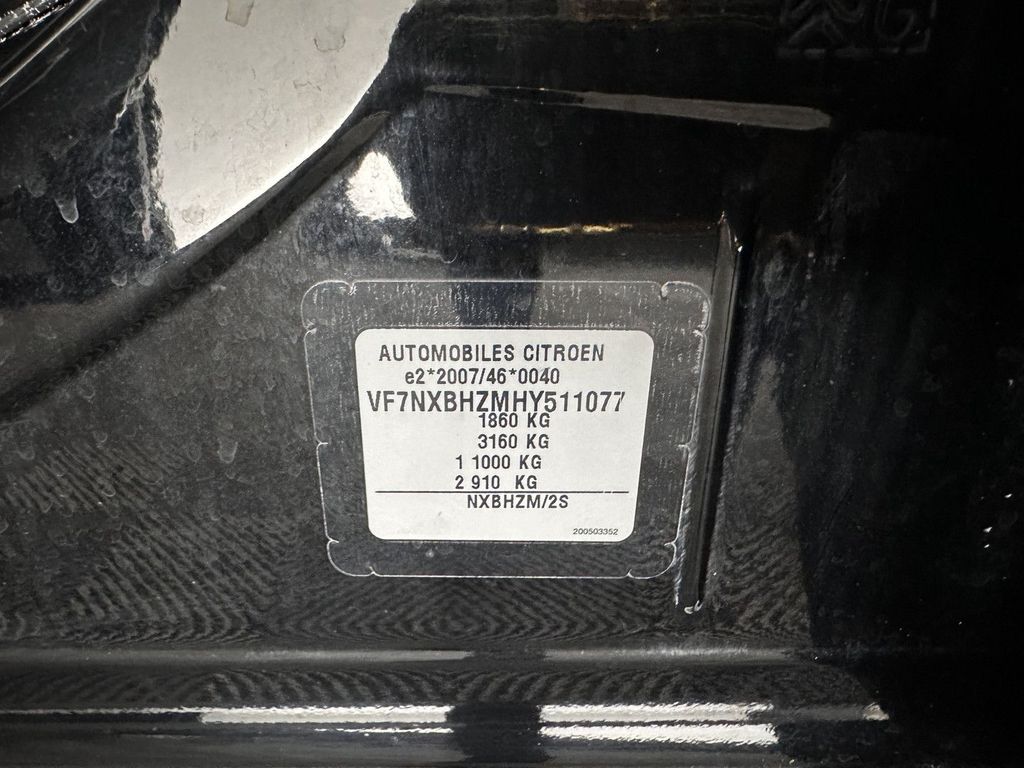 G
AUTOMOBILES CITROEN
e2*2007/46*0040
VF7NXBHZMHY511077
1860 KG
3160 KG
1 1000 KG
2 910 KG
NXBHZM/2S
200503352